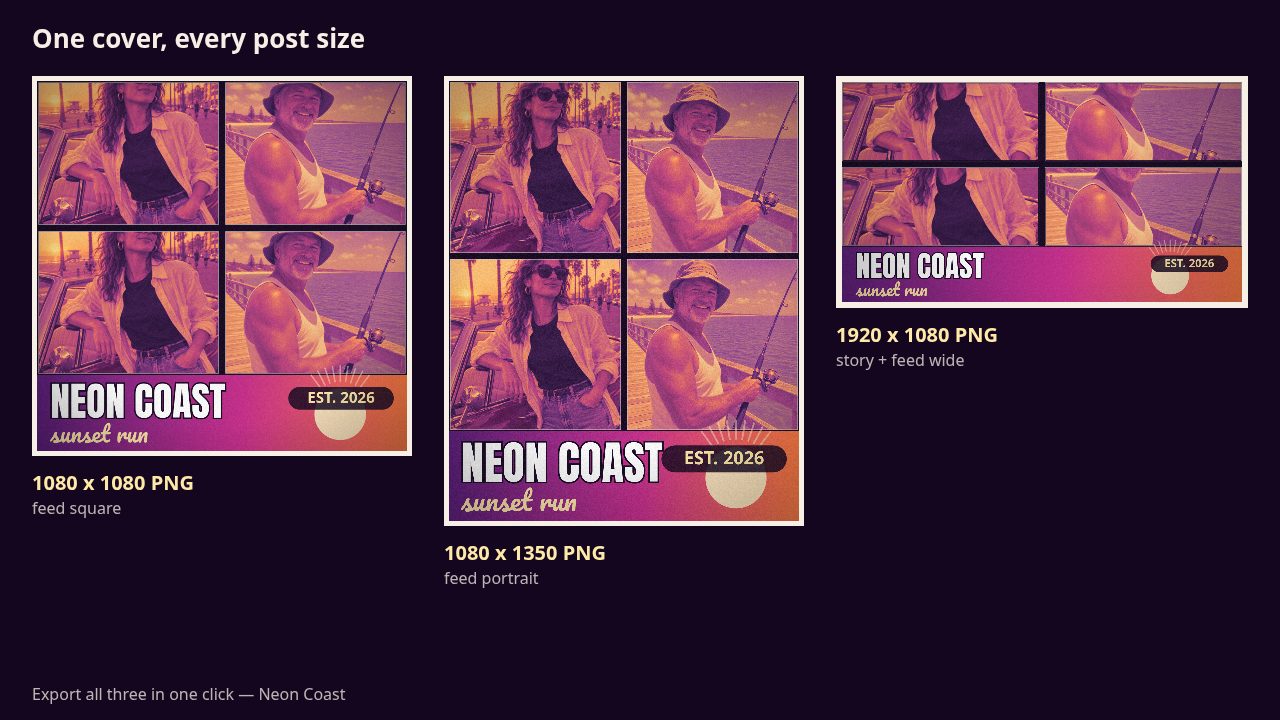 One cover, every post size
NEON COAST
EST. 2026
sunset run
1080 x 1080 PNG
feed square
NEON COAST
EST. 2026
sunset run
1080 x 1350 PNG
feed portrait
NEON COAST
EST. 2026
sunset run
1920 x 1080 PNG
story + feed wide
Export all three in one click — Neon Coast